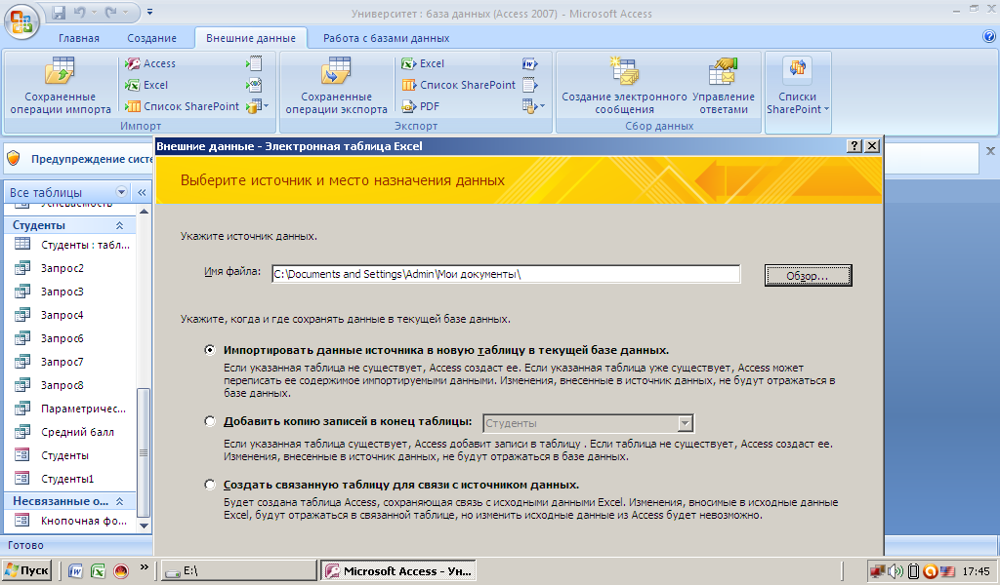 Университет : база данных (Access 2007) - Microsoft Access
Главная
Создание
Внешние данные
Работа с базами данных
Сохраненные
операции импорта
Access
Excel
Список SharePoint
Импорт
Сохраненные
операции экспорта
Excel
Список SharePoint
PDF
Экспорт
Создание электронного
сообщения
Управление
ответами
Сбор данных
Списки
SharePoint
Предупреждение систе
Внешние данные - Электронная таблица Excel
Выберите источник и место назначения данных
Все таблицы
Успеваемость
Студенты
Студенты : табл...
Запрос2
Запрос3
Запрос4
Запрос6
Запрос7
Запрос8
Параметричес...
Средний балл
Студенты
Студенты1
Несвязанные о...
Кнопочная фо...
Укажите источник данных.
Имя файла:
C:\Documents and Settings\Admin\Мои документы\
Обзор...
Укажите, когда и где сохранять данные в текущей базе данных.
Импортировать данные источника в новую таблицу в текущей базе данных.
Если указанная таблица не существует, Access создаст ее. Если указанная таблица уже существует, Access может
переписать ее содержимое импортируемыми данными. Изменения, внесенные в источник данных, не будут отражаться в
базе данных.
Добавить копию записей в конец таблицы:
Студенты
Если указанная таблица существует, Access добавит записи в таблицу . Если таблица не существует, Access создаст ее.
Изменения, внесенные в источник данных, не будут отражаться в базе данных.
Создать связанную таблицу для связи с источником данных.
Будет создана таблица Access, сохраняющая связь с исходными данными Excel. Изменения, вносимые в исходные данные
Excel, будут отражаться в связанной таблице, но изменить исходные данные из Access будет невозможно.
Готово
Пуск
E:\
Microsoft Access - Ун...
17:45